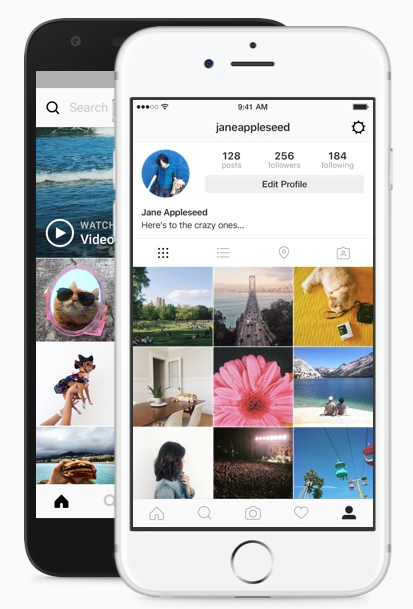 9:41 AM
janeappleseed
128 256 184
posts followers following
Edit Profile
Jane Appleseed
Here's to the crazy ones...
Search
WATCH
Video